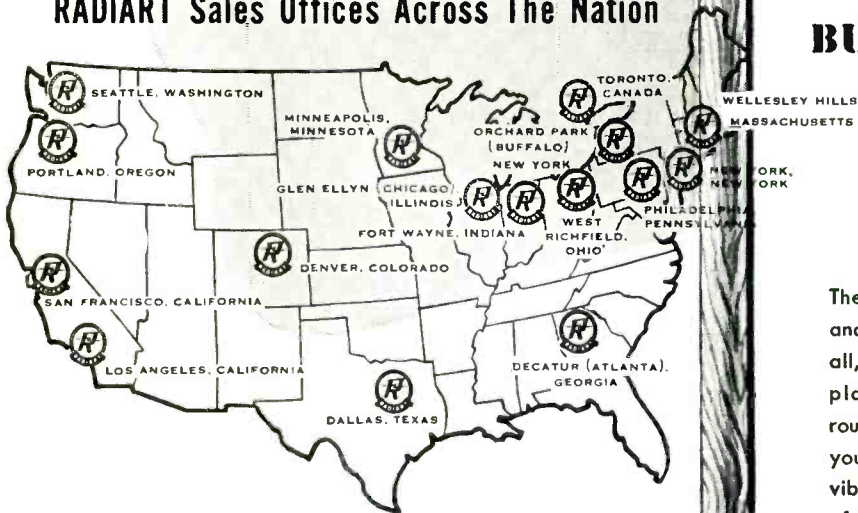 RADIART Sales Offices Across The Nation
BU
SEATTLE, WASHINGTON
PORTLAND, OREGON
MINNEAPOLIS,
MINNESOTA
TORONTO,
CANADA
ORCHARD PARK
(BUFFALO)
NEW YORK
WELLESLEY HILLS
MASSACHUSETTS
NEW YORK,
NEW YORK
GLEN ELLYN (CHICAGO),
ILLINOIS
FORT WAYNE, INDIANA
WEST
RICHFIELD,
OHIO
PHILADELPHIA
PENNSYLVANIA
DENVER, COLORADO
SAN FRANCISCO, CALIFORNIA
LOS ANGELES, CALIFORNIA
DALLAS, TEXAS
DECATUR (ATLANTA),
GEORGIA
The
and
all,
pla
rou
you
vib